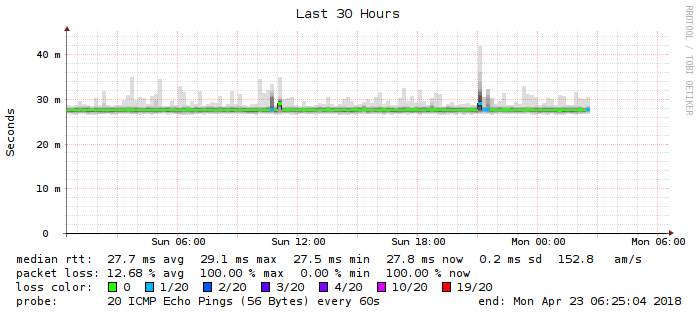 Last 30 Hours
RRDTOOL / TOBI OETIKER
Seconds
40 m
30 m
20 m
10 m
0
Sun 06:00 Sun 12:00 Sun 18:00 Mon 00:00 Mon 06:00
median rtt: 27.7 ms avg 29.1 ms max 27.5 ms min 27.8 ms now 0.2 ms sd 152.8 am/s
packet loss: 12.68 % avg 100.00 % max 0.00 % min 100.00 % now
loss color: 0 1/20 2/20 3/20 4/20 10/20 19/20
probe: 20 ICMP Echo Pings (56 Bytes) every 60s end: Mon Apr 23 06:25:04 2018